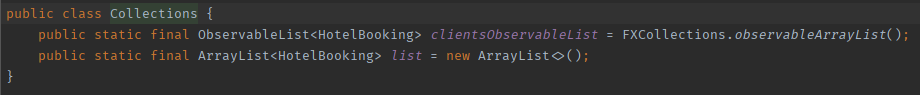 public class Collections {
    public static final ObservableList<HotelBooking> clientsObservableList = FXCollections.observableArrayList();
    public static final ArrayList<HotelBooking> list = new ArrayList<>();
}